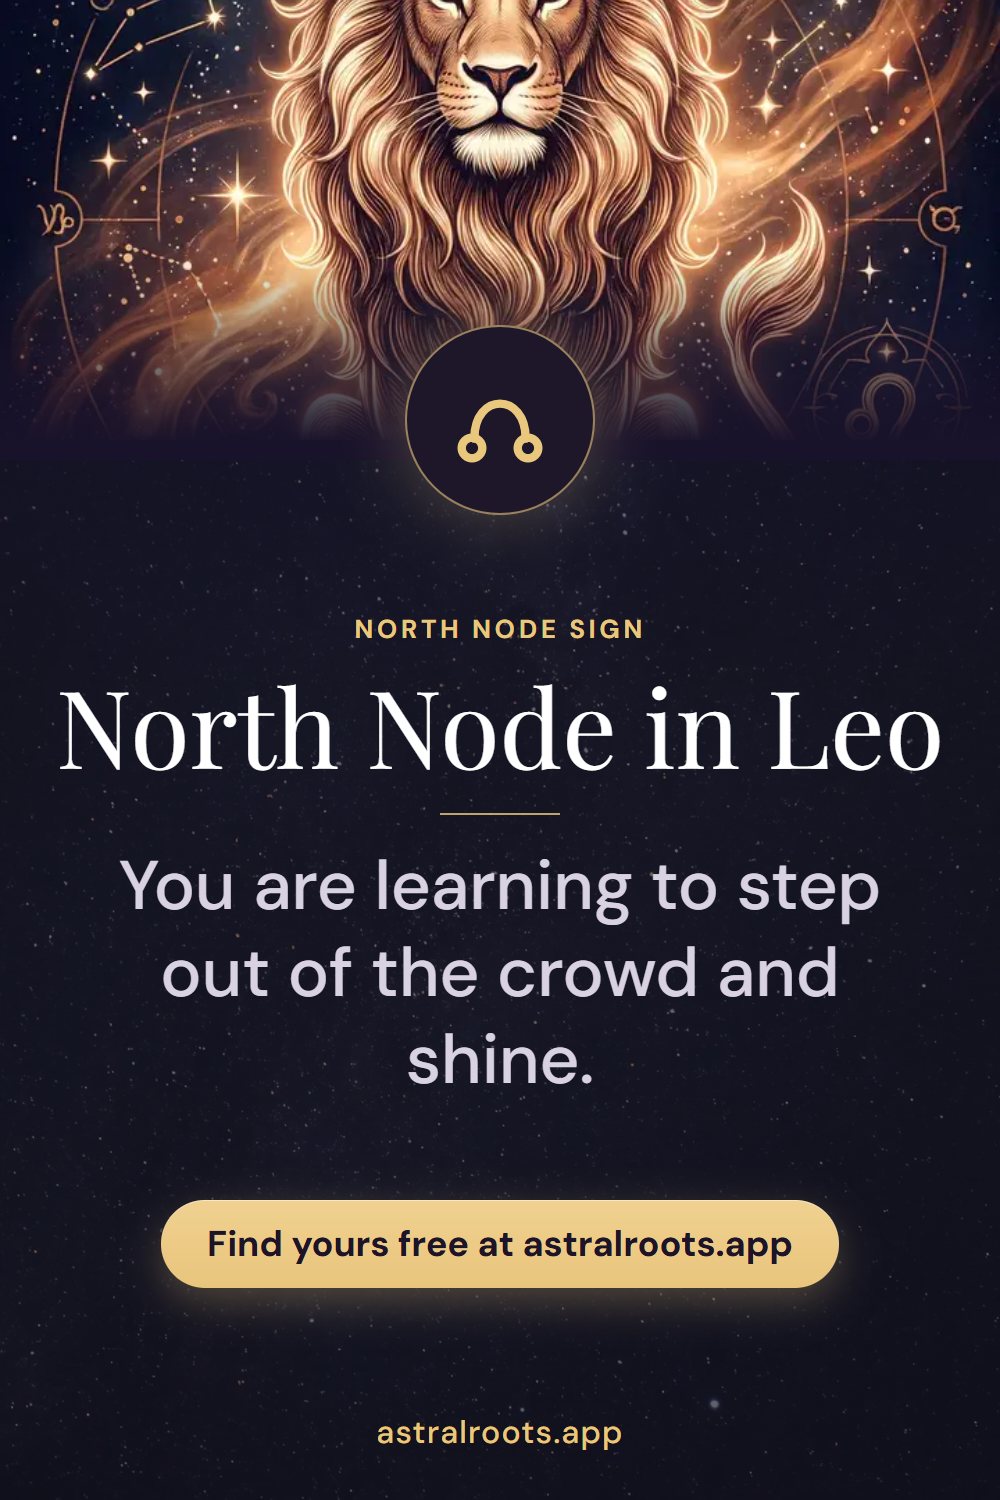 NORTH NODE SIGN
North Node in Leo
You are learning to step
out of the crowd and
shine.
Find yours free at astralroots.app
astralroots.app